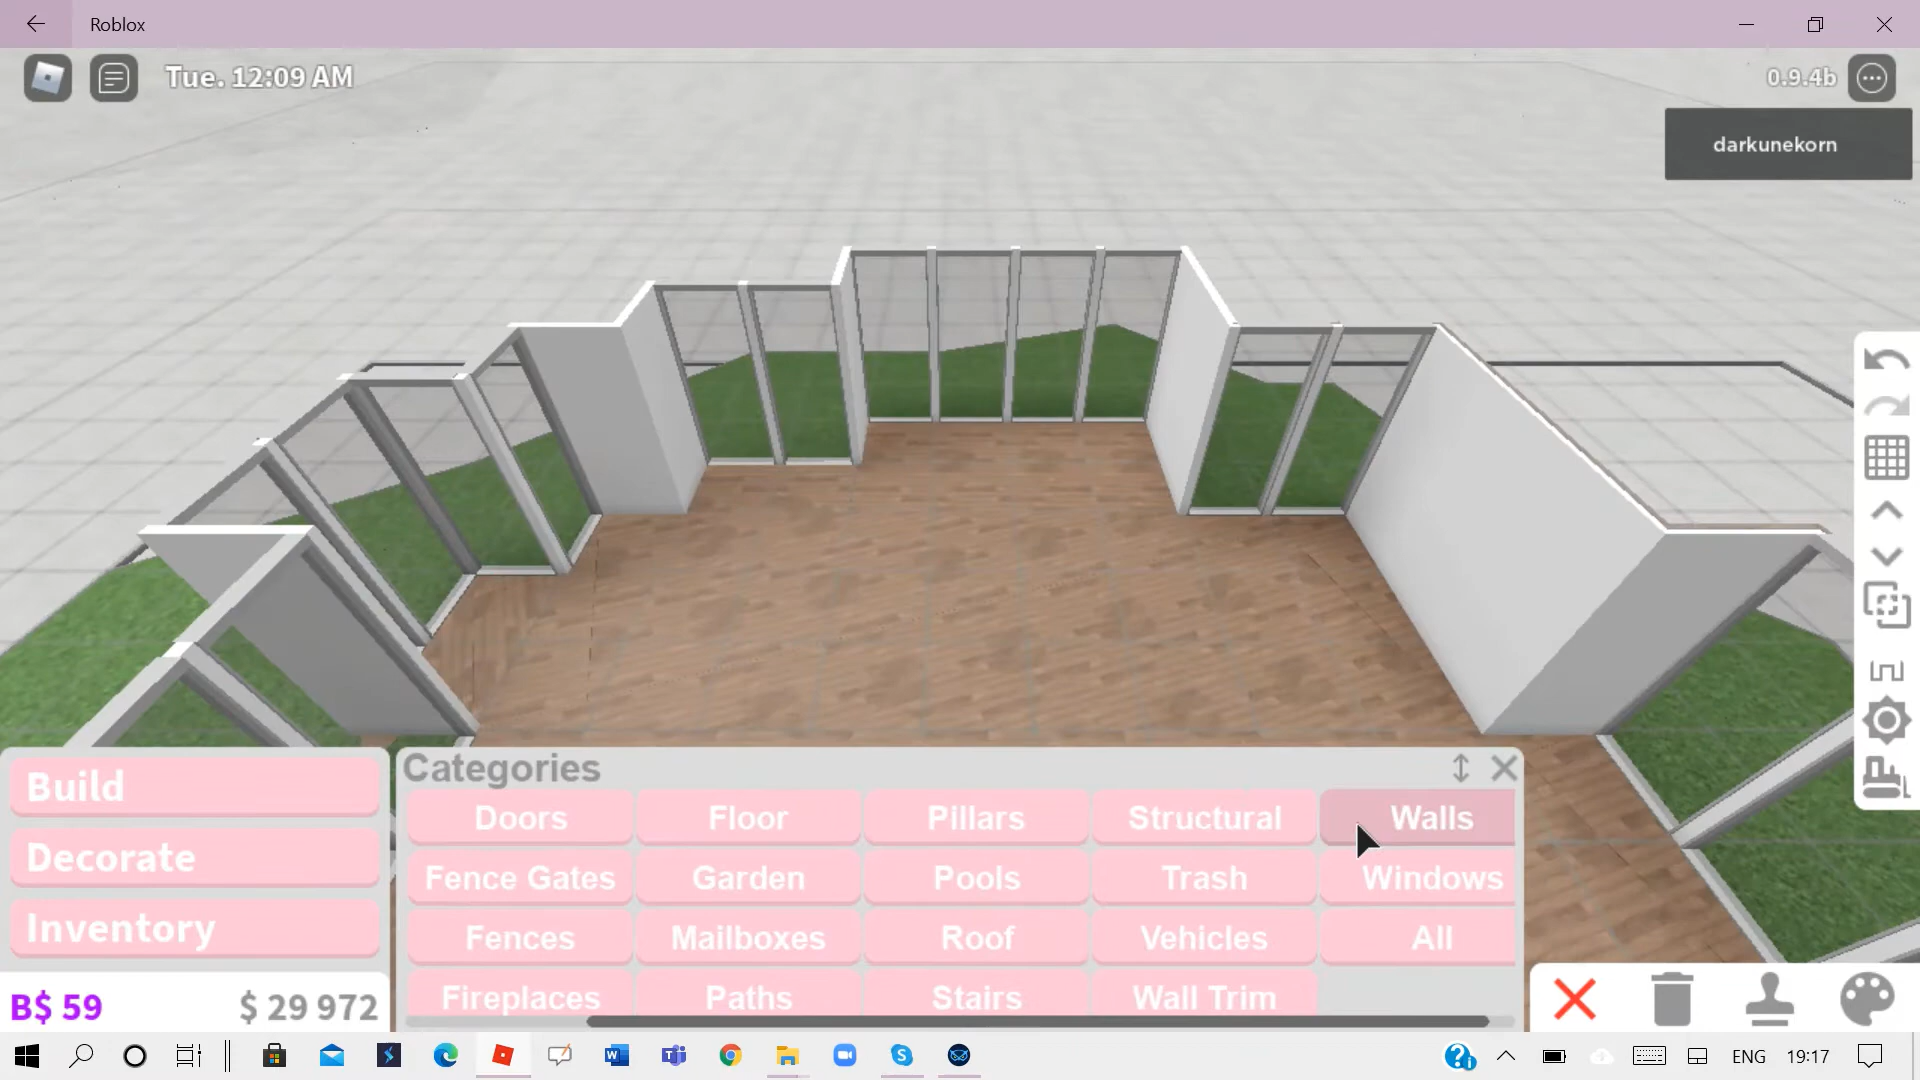 Roblox
Tue. 12:09 AM
0.9.4b
darkunekorn
Build
Decorate
Inventory
B$ 59
$ 29 972
Categories
Doors
Floor
Pillars
Structural
Walls
Fence Gates
Garden
Pools
Trash
Windows
Fences
Mailboxes
Roof
Vehicles
All
Fireplaces
Paths
Stairs
Wall Trim
ENG
19:17